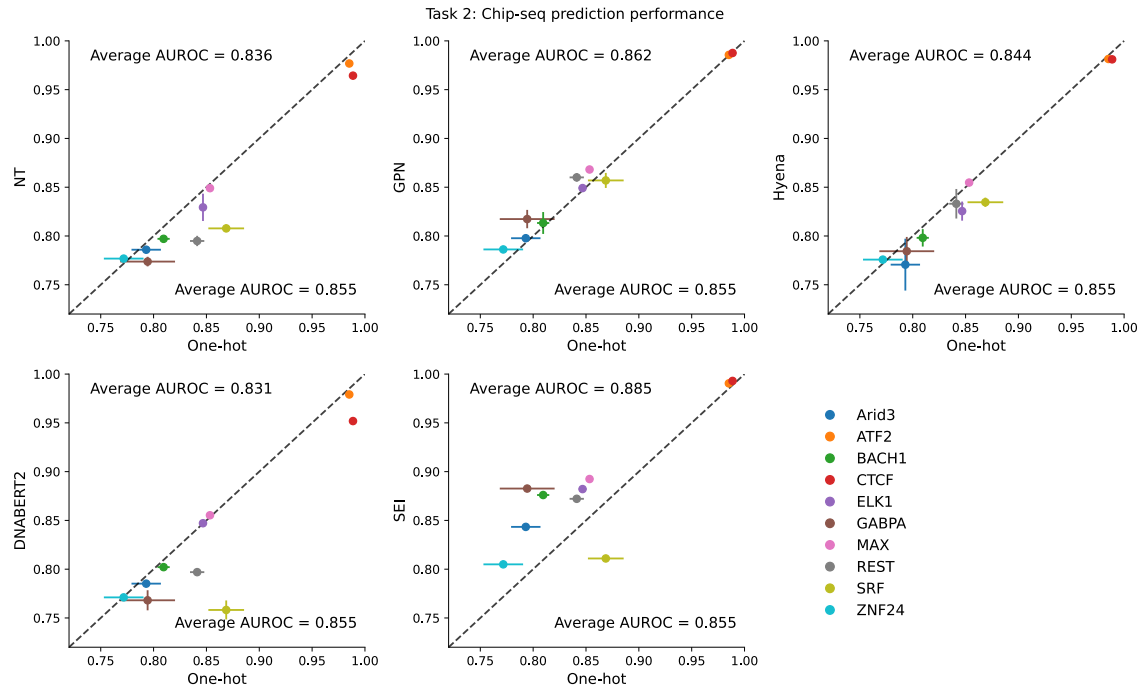 Task 2: Chip-seq prediction performance
1.00
0.95
0.90
0.85
0.80
0.75
NT
Average AUROC = 0.836
Average AUROC = 0.855
0.75 0.80 0.85 0.90 0.95 1.00
One-hot
1.00
0.95
0.90
0.85
0.80
0.75
GPN
Average AUROC = 0.862
Average AUROC = 0.855
0.75 0.80 0.85 0.90 0.95 1.00
One-hot
1.00
0.95
0.90
0.85
0.80
0.75
Hyena
Average AUROC = 0.844
Average AUROC = 0.855
0.75 0.80 0.85 0.90 0.95 1.00
One-hot
1.00
0.95
0.90
0.85
0.80
0.75
DNABERT2
Average AUROC = 0.831
Average AUROC = 0.855
0.75 0.80 0.85 0.90 0.95 1.00
One-hot
1.00
0.95
0.90
0.85
0.80
0.75
SEI
Average AUROC = 0.885
Average AUROC = 0.855
0.75 0.80 0.85 0.90 0.95 1.00
One-hot
Arid3
ATF2
BACH1
CTCF
ELK1
GABPA
MAX
REST
SRF
ZNF24